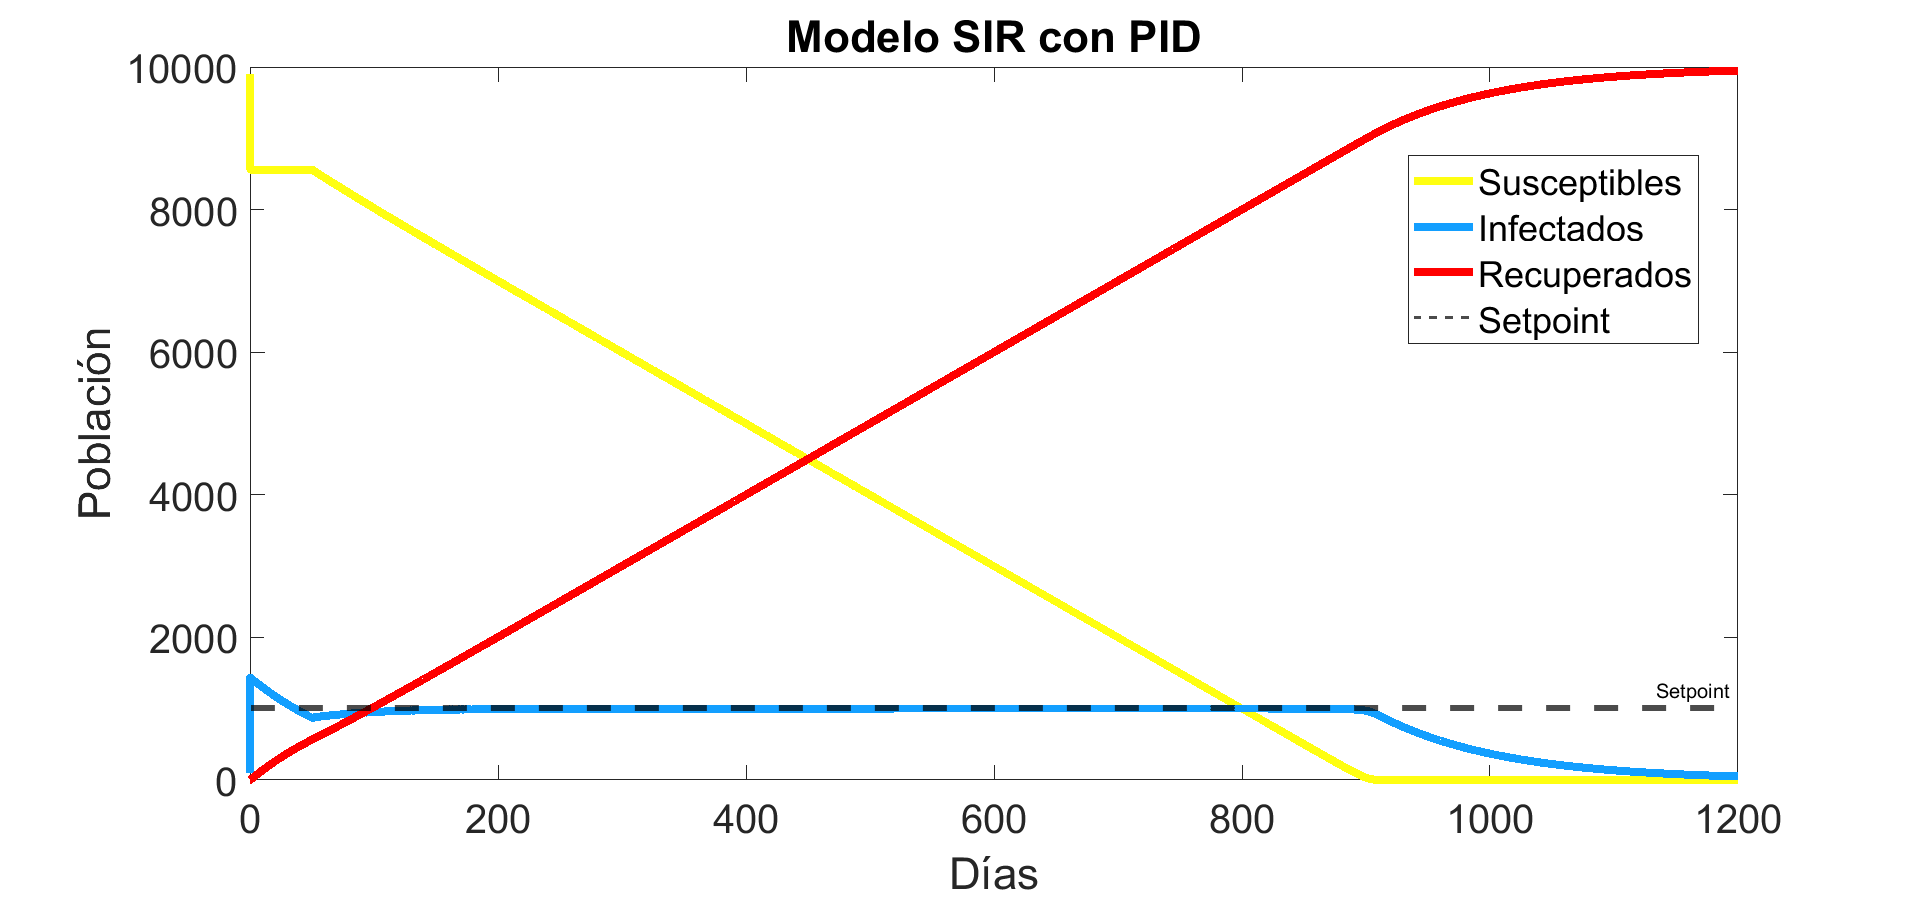 Modelo SIR con PID
10000
8000
6000
4000
2000
0
Población
Susceptibles
Infectados
Recuperados
Setpoint
Setpoint
0 200 400 600 800 1000 1200
Días